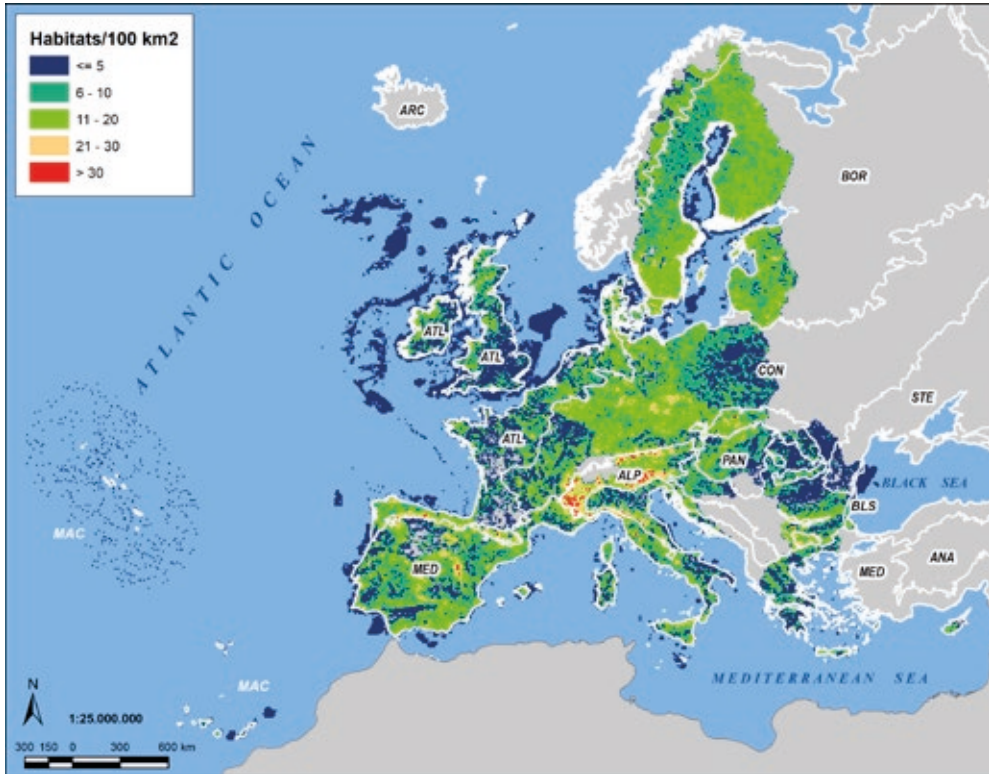 Habitats/100 km2
<= 5
6 - 10
11 - 20
21 - 30
> 30
ARC
ATLANTIC OCEAN
BOR
ATL
ATL
CON
STE
ATL
PAN
ALP
BLACK SEA
BLS
MAC
MED
MED
ANA
MAC
MEDITERRANEAN SEA
N
1:25.000.000
300 150 0 300 600 km